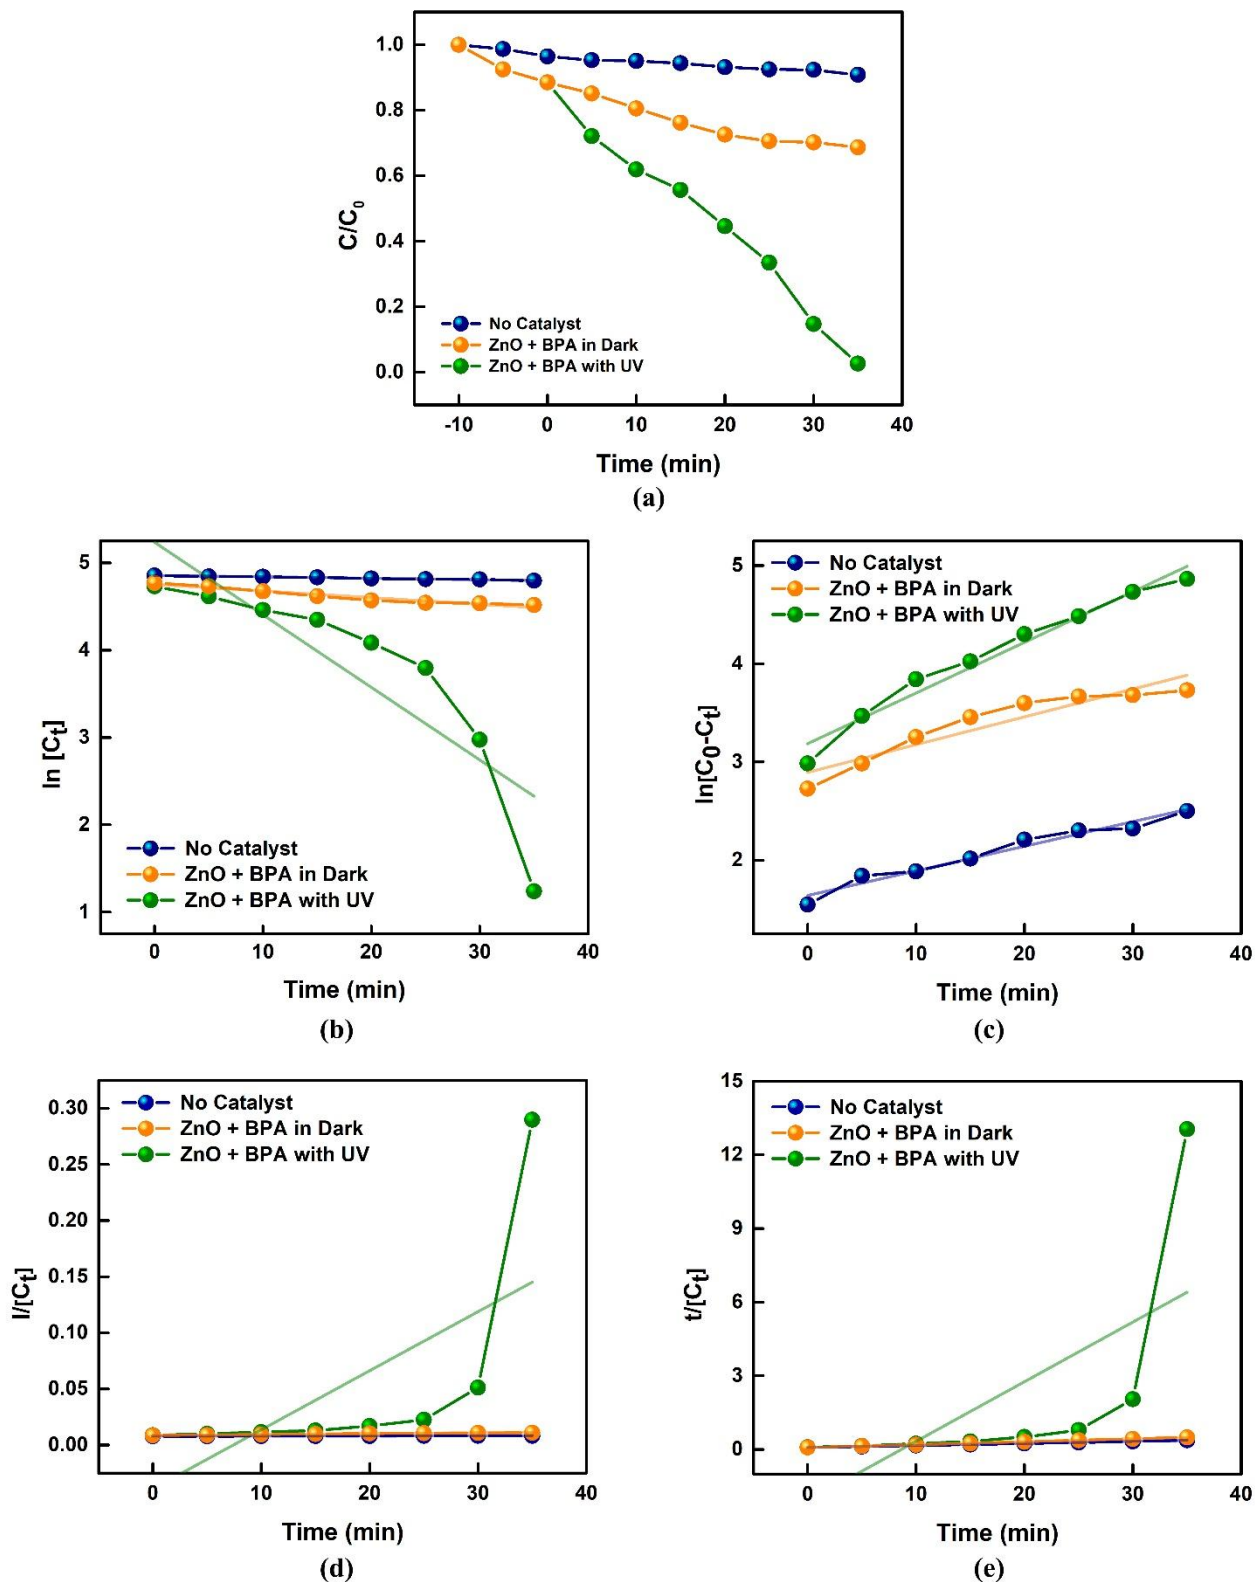 1.0
0.8
0.6
0.4
0.2
0.0
C/C₀
No Catalyst
ZnO + BPA in Dark
ZnO + BPA with UV
-10 0 10 20 30 40
Time (min)
(a)
5
4
3
2
1
ln [Ct]
No Catalyst
ZnO + BPA in Dark
ZnO + BPA with UV
0 10 20 30 40
Time (min)
(b)
5
4
3
2
ln[C0-Ct]
No Catalyst
ZnO + BPA in Dark
ZnO + BPA with UV
0 10 20 30 40
Time (min)
(c)
0.30
0.25
0.20
0.15
0.10
0.05
0.00
I/[Ct]
No Catalyst
ZnO + BPA in Dark
ZnO + BPA with UV
0 10 20 30 40
Time (min)
(d)
15
12
9
6
3
0
t/[Ct]
No Catalyst
ZnO + BPA in Dark
ZnO + BPA with UV
0 10 20 30 40
Time (min)
(e)